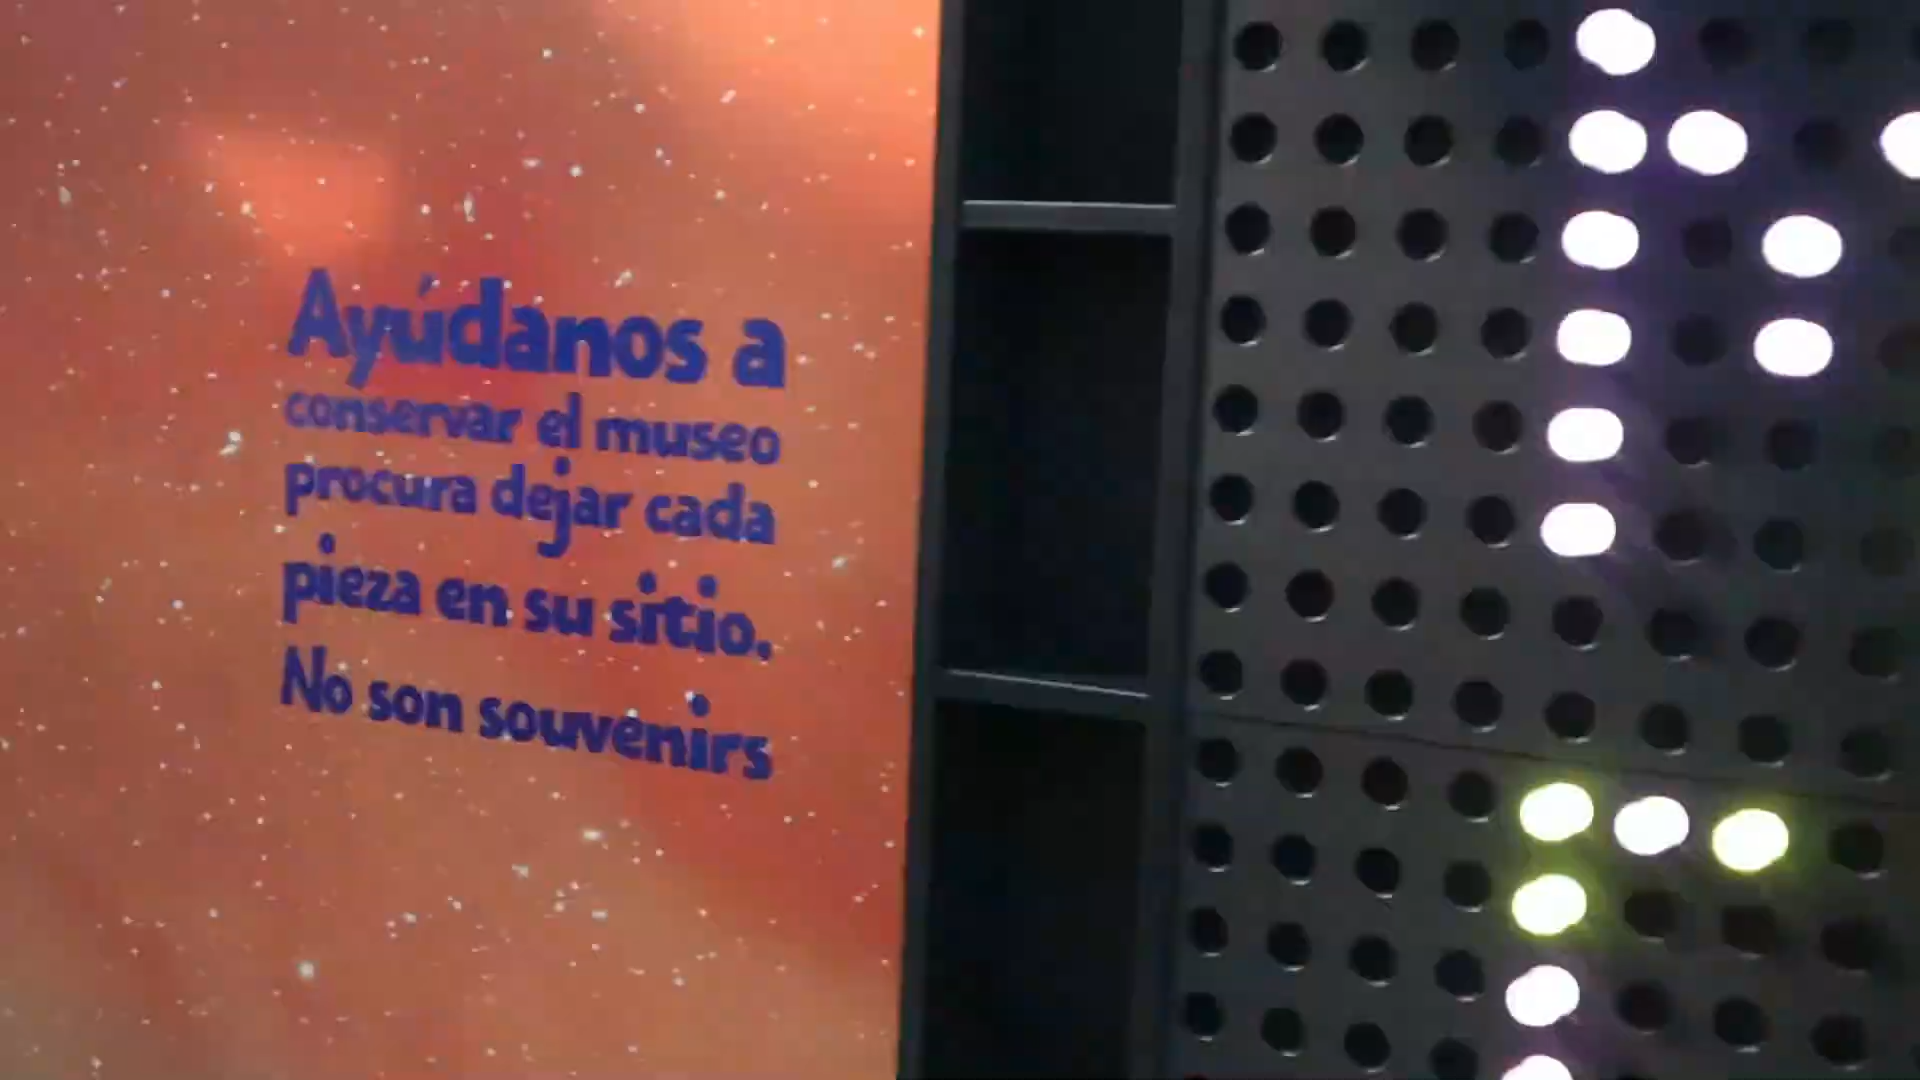 Ayúdanos a
conservar el museo
procura dejar cada
pieza en su sitio.
No son souvenirs